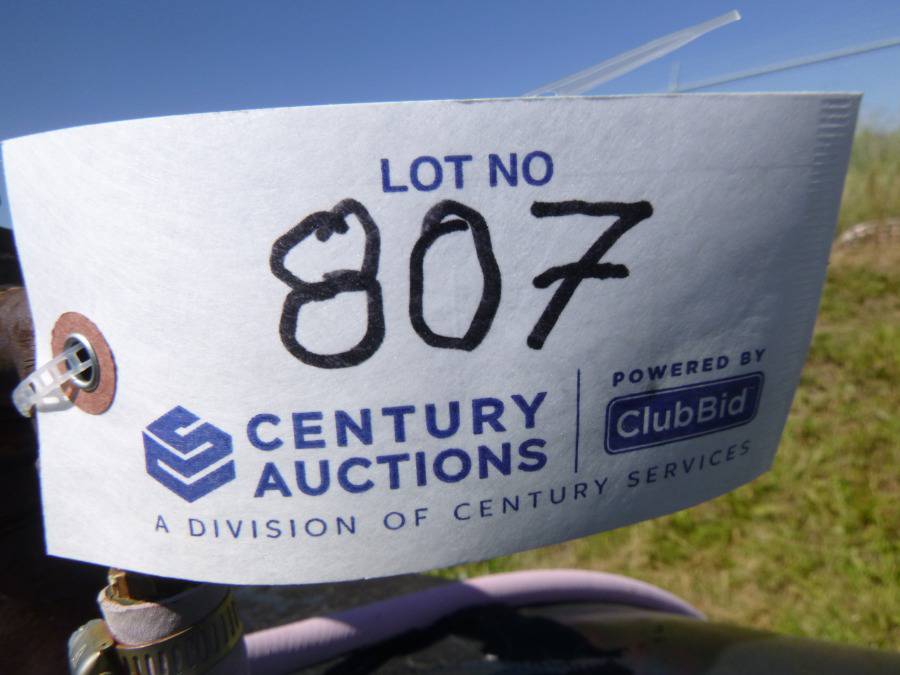 LOT NO
807
CENTURY
AUCTIONS
POWERED BY
ClubBid
A DIVISION OF CENTURY SERVICES